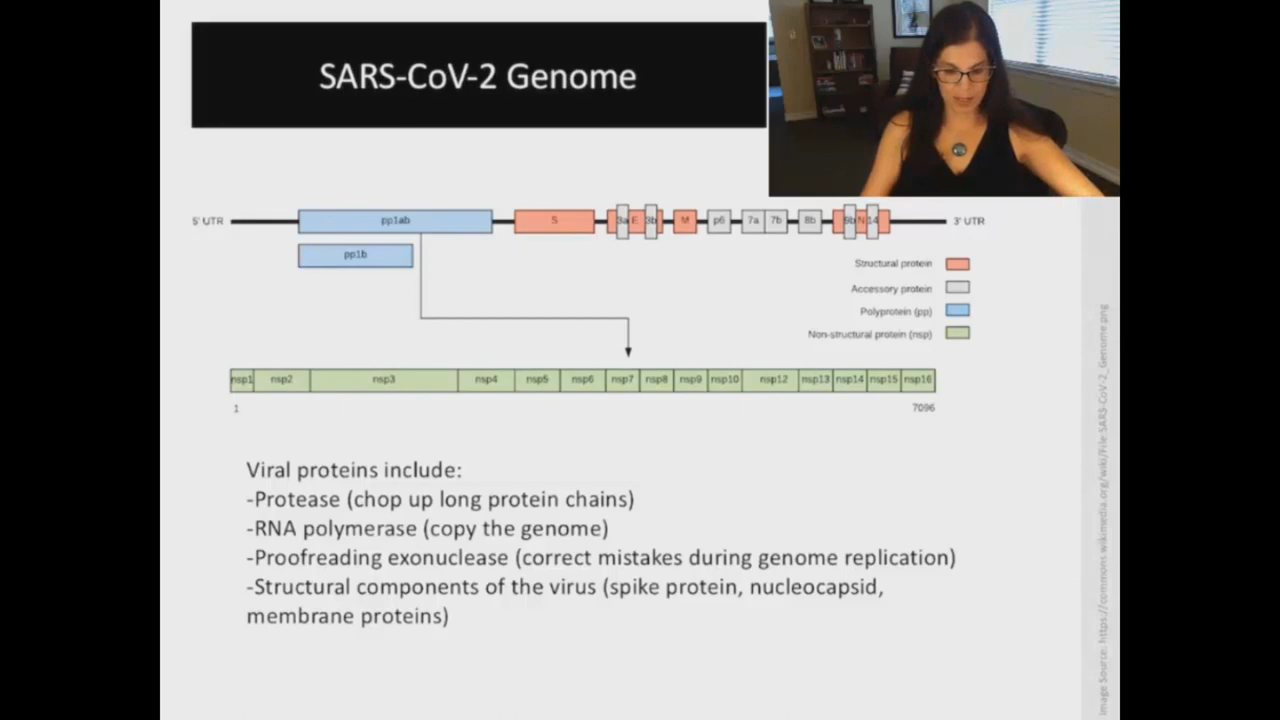 SARS-CoV-2 Genome
5' UTR
pp1ab
S
3a
E
3b
M
p6
7a
7b
8b
9b
N
14
3' UTR
pp1b
Structural protein
Accessory protein
Polyprotein (pp)
Non-structural protein (nsp)
nsp1
nsp2
nsp3
nsp4
nsp5
nsp6
nsp7
nsp8
nsp9
nsp10
nsp12
nsp13
nsp14
nsp15
nsp16
1
7096
Viral proteins include:
-Protease (chop up long protein chains)
-RNA polymerase (copy the genome)
-Proofreading exonuclease (correct mistakes during genome replication)
-Structural components of the virus (spike protein, nucleocapsid,
membrane proteins)
Image Source: https://commons.wikimedia.org/wiki/File:SARS-CoV-2_Genome.png